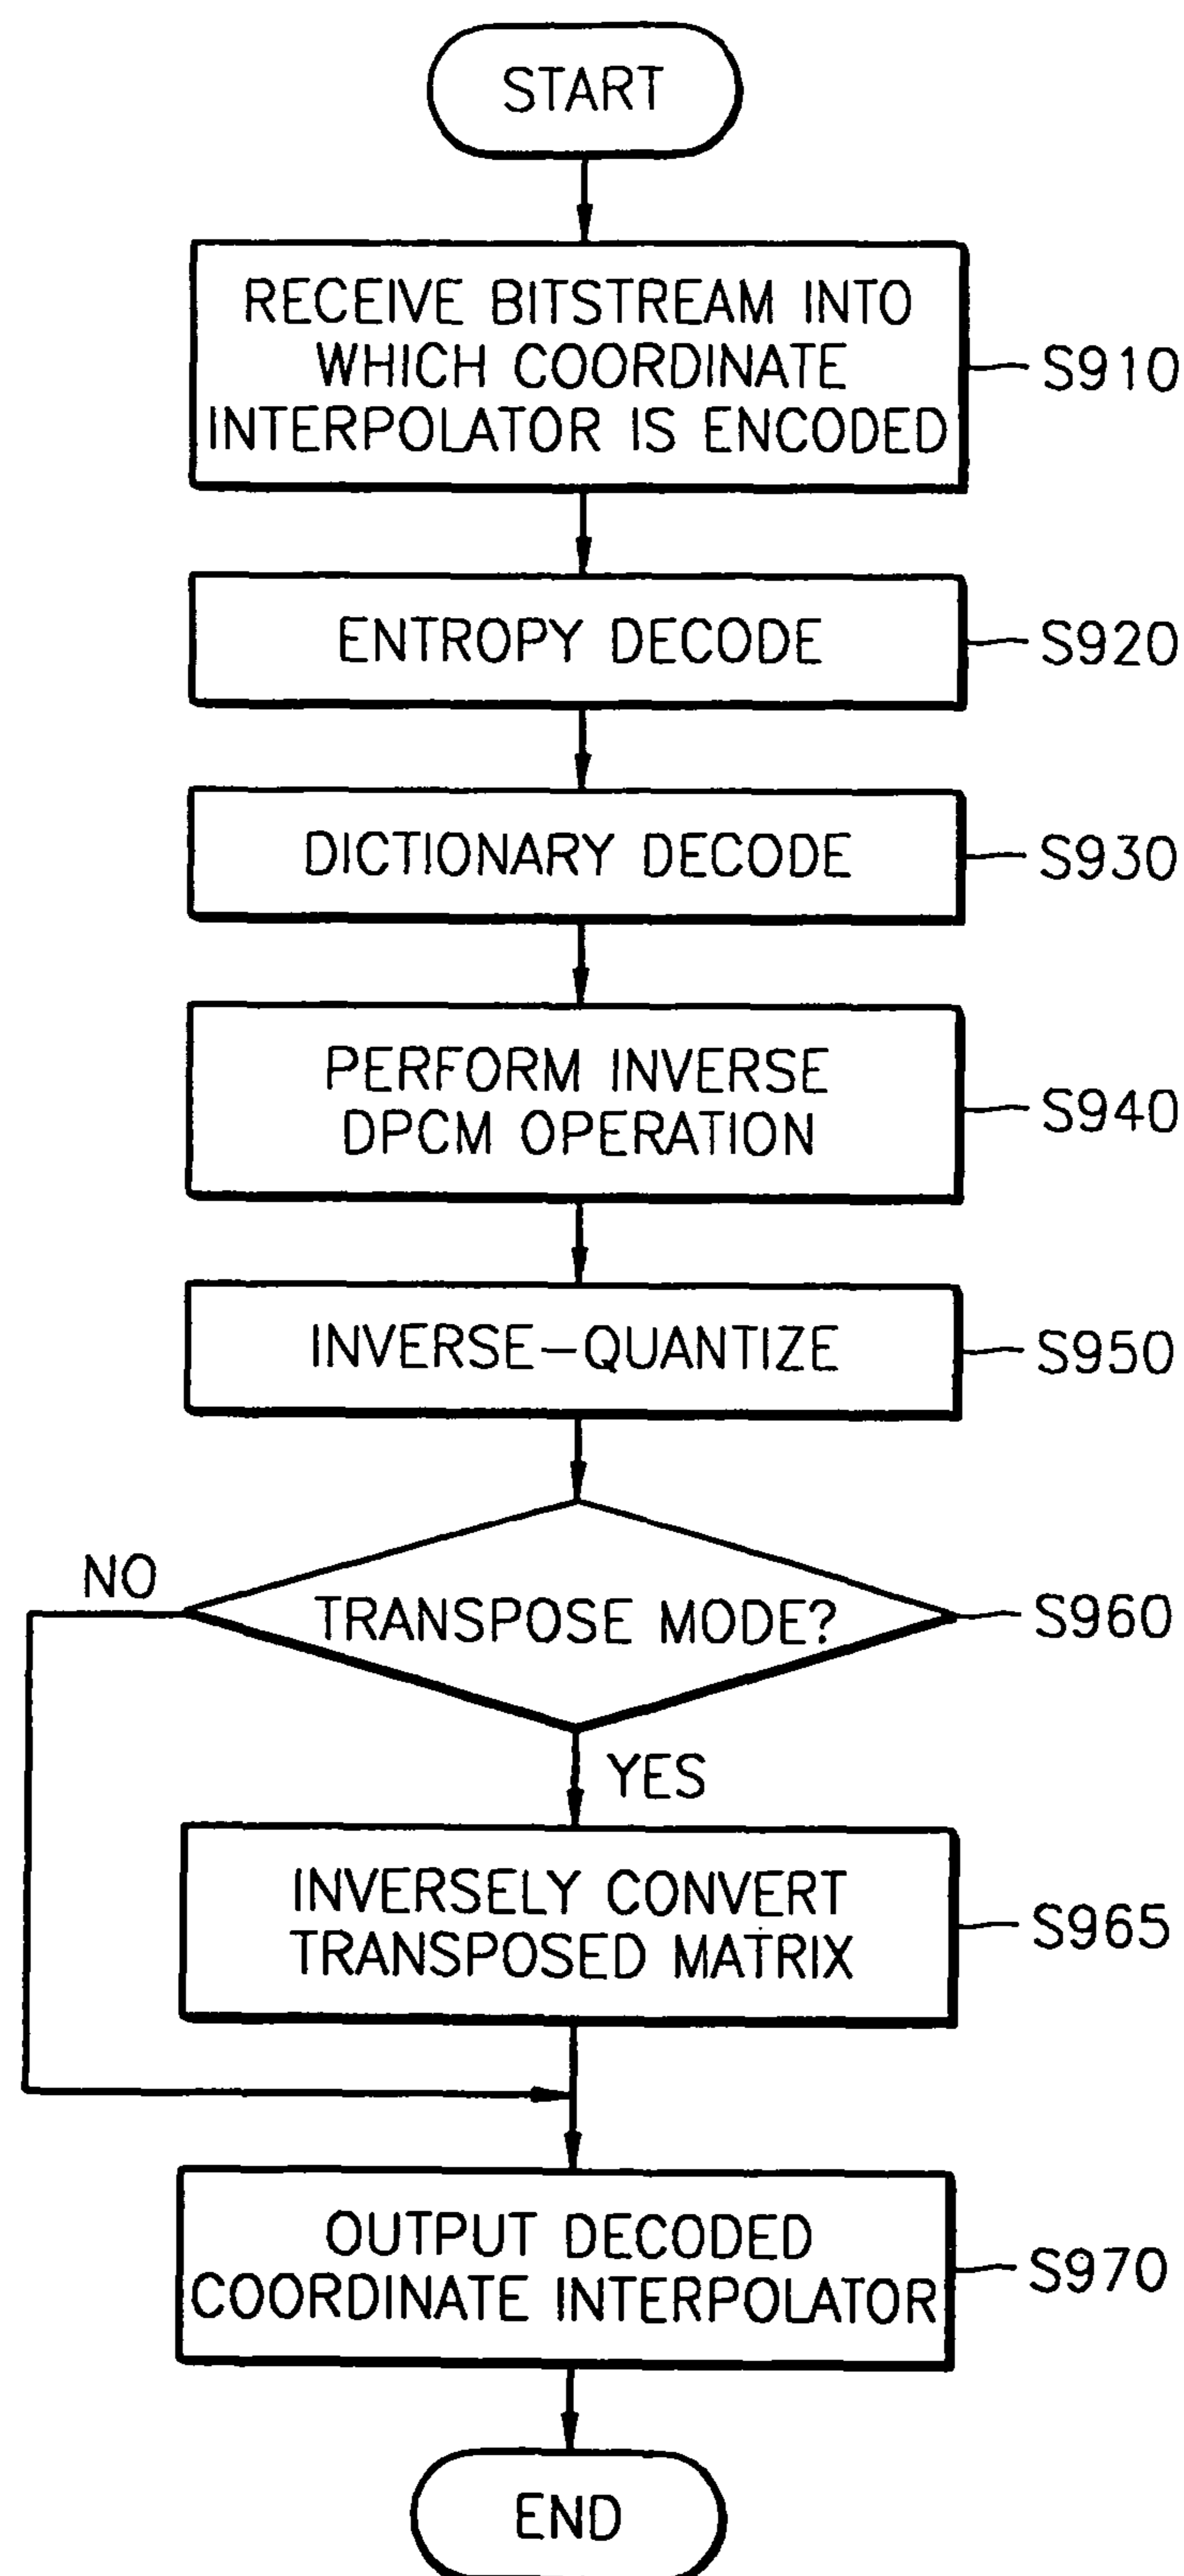 START
RECEIVE BITSTREAM INTO
WHICH COORDINATE
INTERPOLATOR IS ENCODED
S910
ENTROPY DECODE
S920
DICTIONARY DECODE
S930
PERFORM INVERSE
DPCM OPERATION
S940
INVERSE-QUANTIZE
S950
NO
TRANSPOSE MODE?
S960
YES
INVERSELY CONVERT
TRANSPOSED MATRIX
S965
OUTPUT DECODED
COORDINATE INTERPOLATOR
S970
END